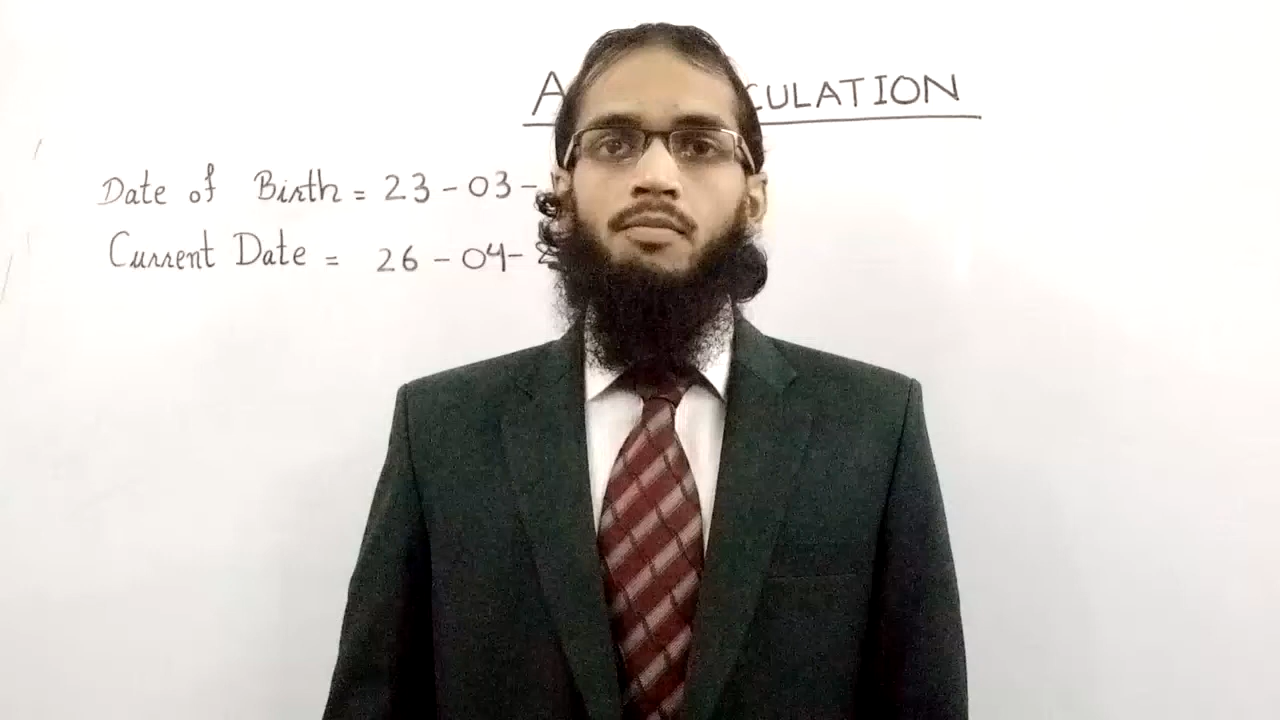 A CULATION
Date of Birth = 23-03-
Current Date = 26-04-